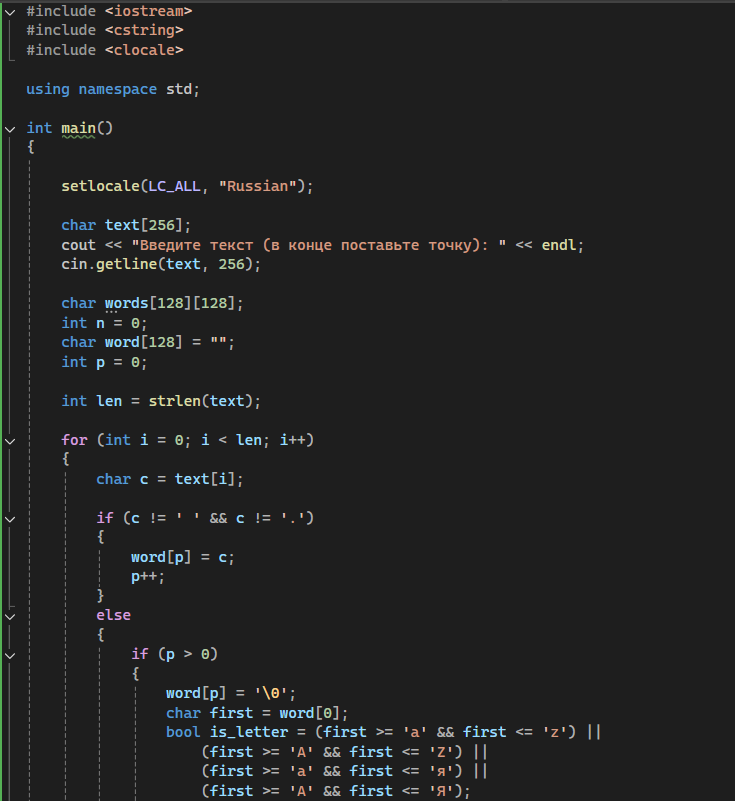 #include <iostream>
#include <cstring>
#include <clocale>
using namespace std;
int main()
{
setlocale(LC_ALL, "Russian");
char text[256];
cout << "Введите текст (в конце поставьте точку): " << endl;
cin.getline(text, 256);
char words[128][128];
int n = 0;
char word[128] = "";
int p = 0;
int len = strlen(text);
for (int i = 0; i < len; i++)
{
char c = text[i];
if (c != ' ' && c != '.')
{
word[p] = c;
p++;
}
else
{
if (p > 0)
{
word[p] = '\0';
char first = word[0];
bool is_letter = (first >= 'a' && first <= 'z') ||
(first >= 'A' && first <= 'Z') ||
(first >= 'а' && first <= 'я') ||
(first >= 'А' && first <= 'Я');